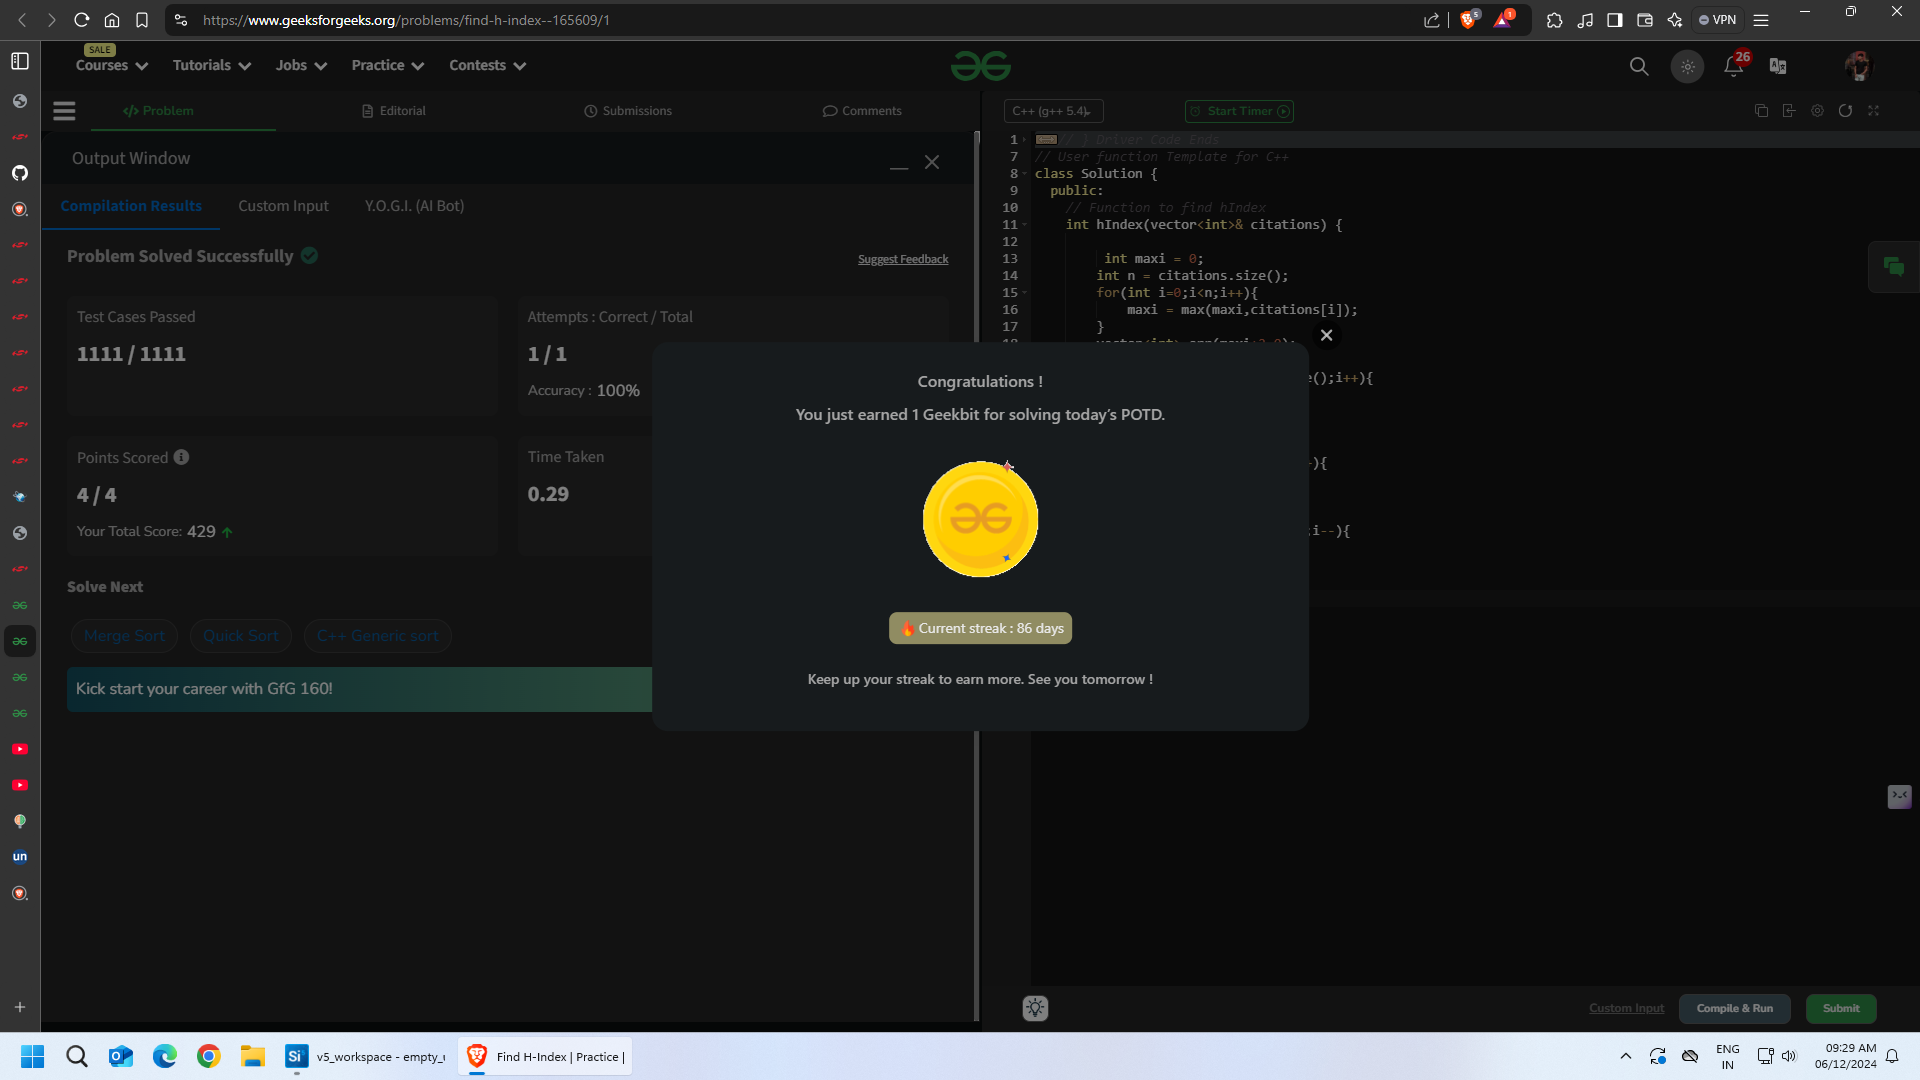 https://www.geeksforgeeks.org/problems/find-h-index--165609/1
5
1
VPN
SALE
Courses
Tutorials
Jobs
Practice
Contests
26
Problem
Editorial
Submissions
Comments
C++ (g++ 5.4)
Start Timer
Output Window
Compilation Results
Custom Input
Y.O.G.I. (AI Bot)
Problem Solved Successfully
Suggest Feedback
Test Cases Passed
1111 / 1111
Attempts : Correct / Total
1 / 1
Accuracy : 100%
Points Scored
4 / 4
Your Total Score: 429
Time Taken
0.29
Solve Next
Merge Sort
Quick Sort
C++ Generic sort
Kick start your career with GfG 160!
1 // } Driver Code Ends
7 // User function Template for C++
8 class Solution {
9 public:
10 // Function to find hIndex
11 int hIndex(vector<int>& citations) {
12
13 int maxi = 0;
14 int n = citations.size();
15 for(int i=0;i<n;i++){
16 maxi = max(maxi,citations[i]);
17 }
();i++){
){
;i--){
Congratulations !
You just earned 1 Geekbit for solving today's POTD.
Current streak : 86 days
Keep up your streak to earn more. See you tomorrow !
un
Custom Input
Compile & Run
Submit
Si
v5_workspace - empty_
Find H-Index | Practice |
ENG
IN
09:29 AM
06/12/2024